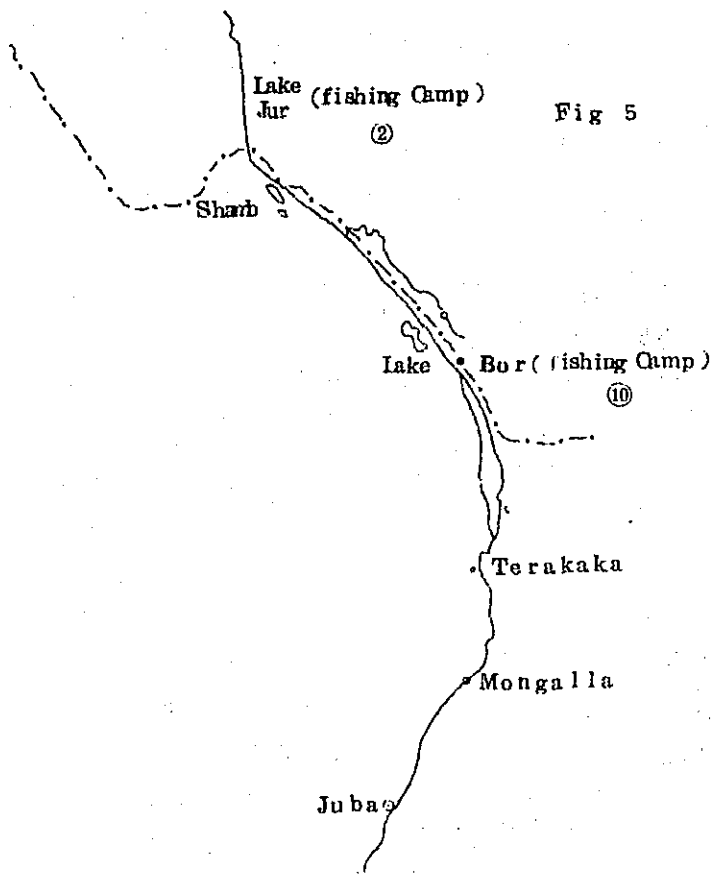 Lake
Jur (fishing Camp)
②
Fig 5
Shamb
Lake
Bor (fishing Camp)
⑩
Terakaka
Mongalla
Juba